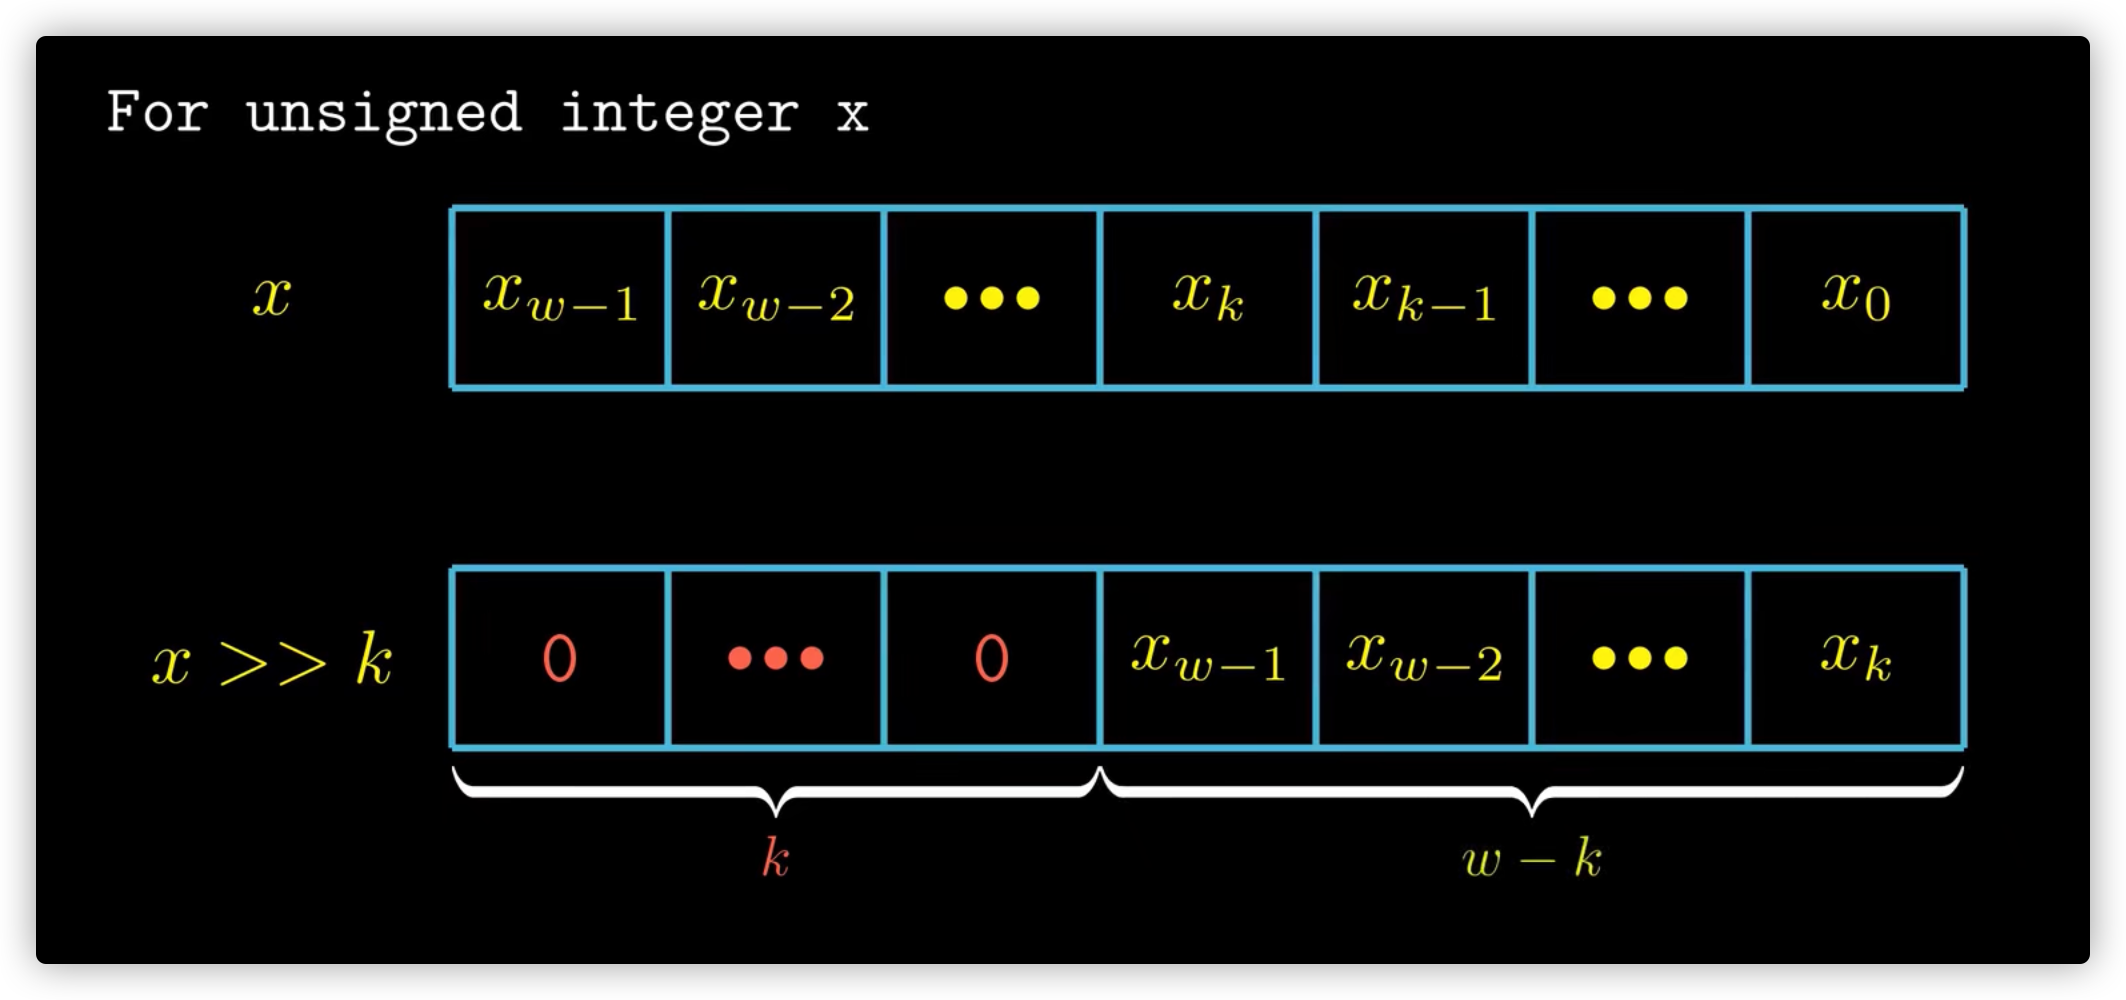 For unsigned integer x
x x_{w-1} x_{w-2} ••• x_k x_{k-1} ••• x_0
x >> k 0 ••• 0 x_{w-1} x_{w-2} ••• x_k
k w - k